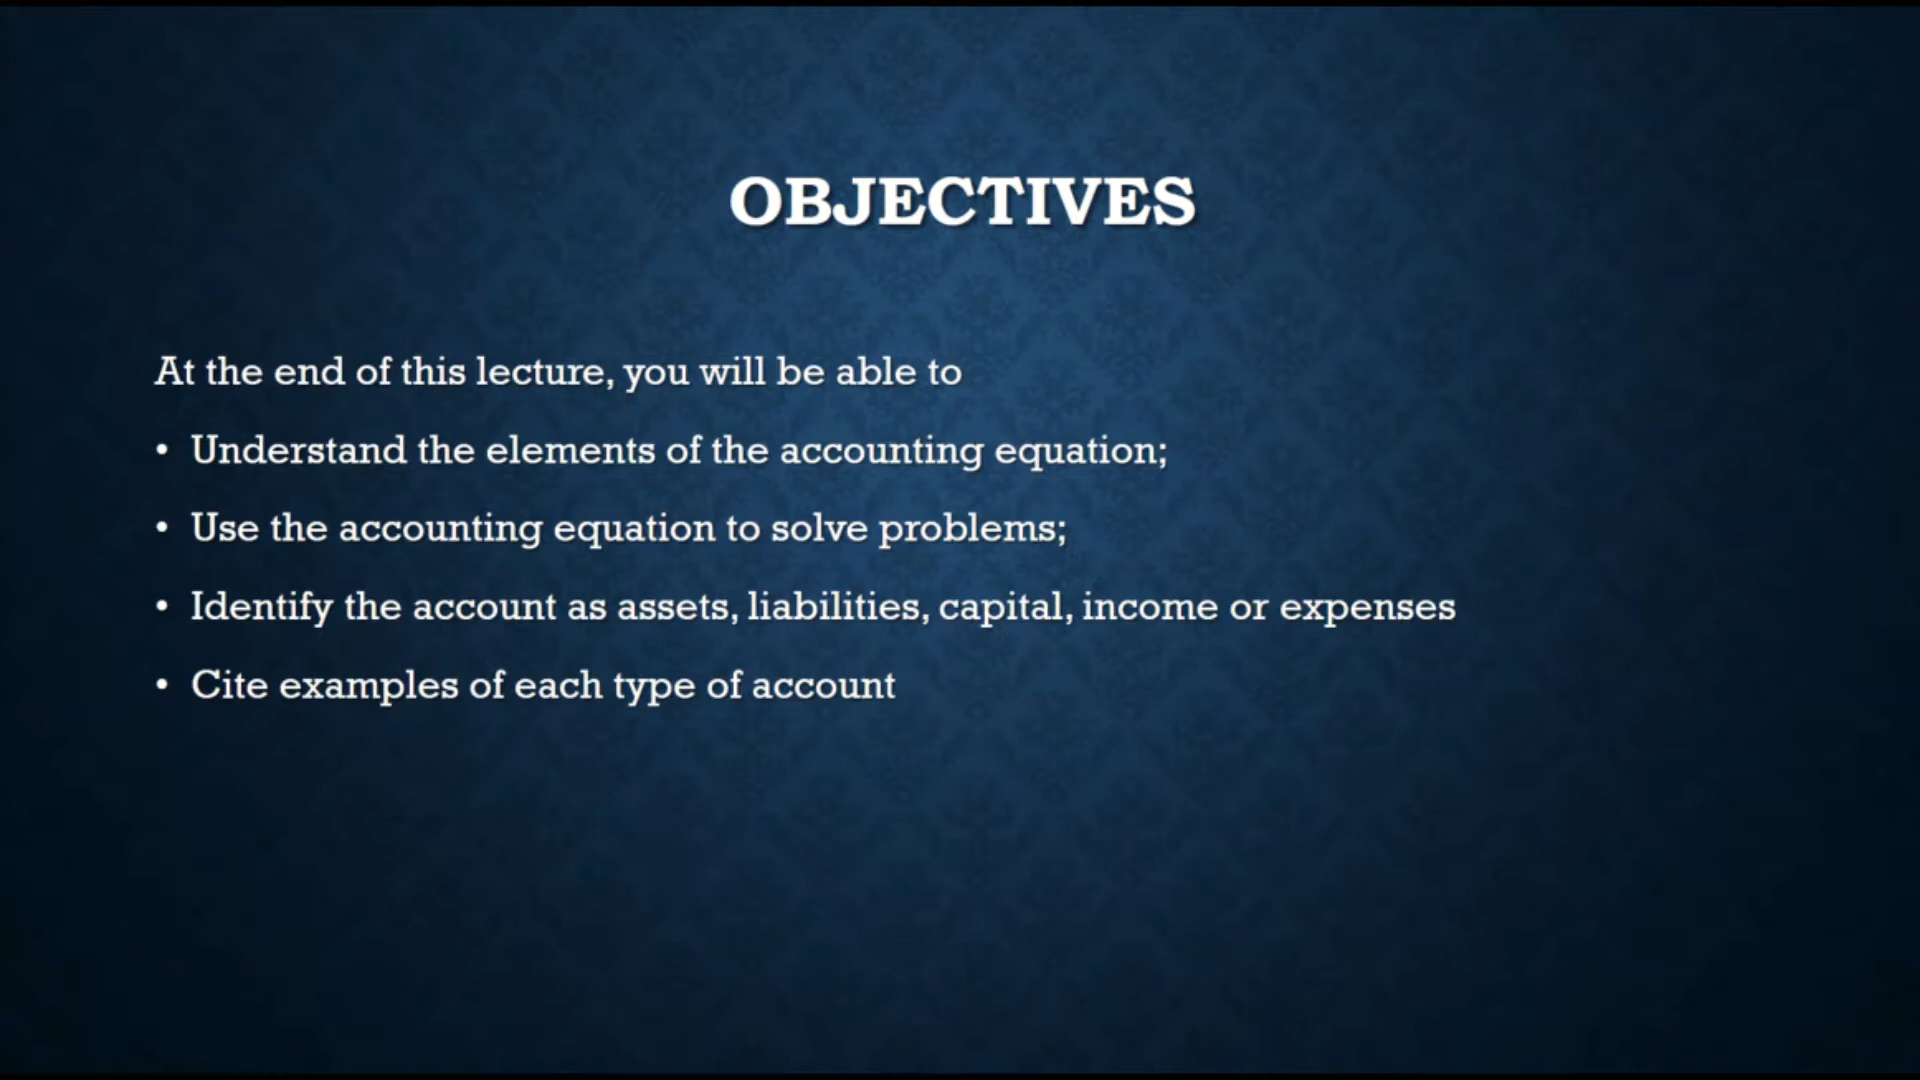 OBJECTIVES
At the end of this lecture, you will be able to
• Understand the elements of the accounting equation;
• Use the accounting equation to solve problems;
• Identify the account as assets, liabilities, capital, income or expenses
• Cite examples of each type of account